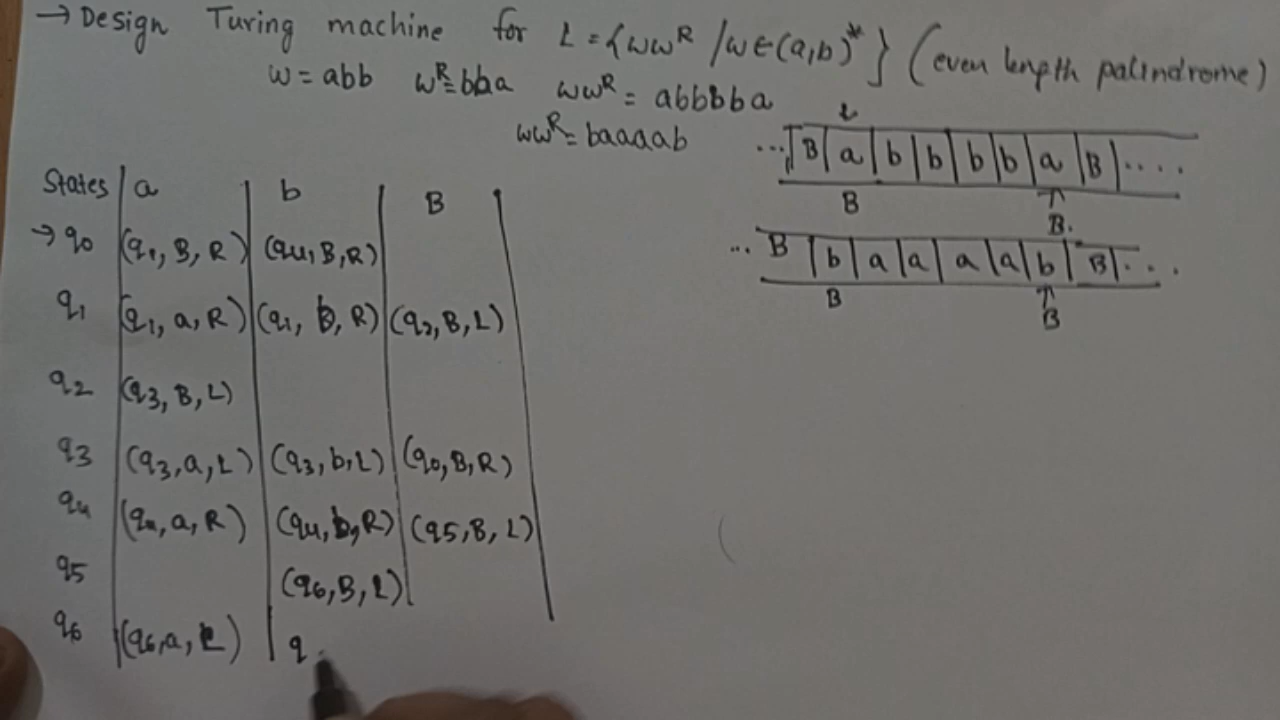 → Design Turing machine for L = {wwᴿ / w ∈ (a,b)*} (even length palindrome)
w = abb wᴿ = bba wwᴿ = abbbba
wwᴿ = baaaab
... B a b b b b a B ....
B B.
... B b a a a a b B ....
B B
States a b B
→ q0 (q1, B, R) (q4, B, R)
q1 (q1, a, R) (q1, b, R) (q2, B, L)
q2 (q3, B, L)
q3 (q3, a, L) (q3, b, L) (q0, B, R)
q4 (q4, a, R) (q4, b, R) (q5, B, L)
q5 (q6, B, L)
q6 (q6, a, L) q